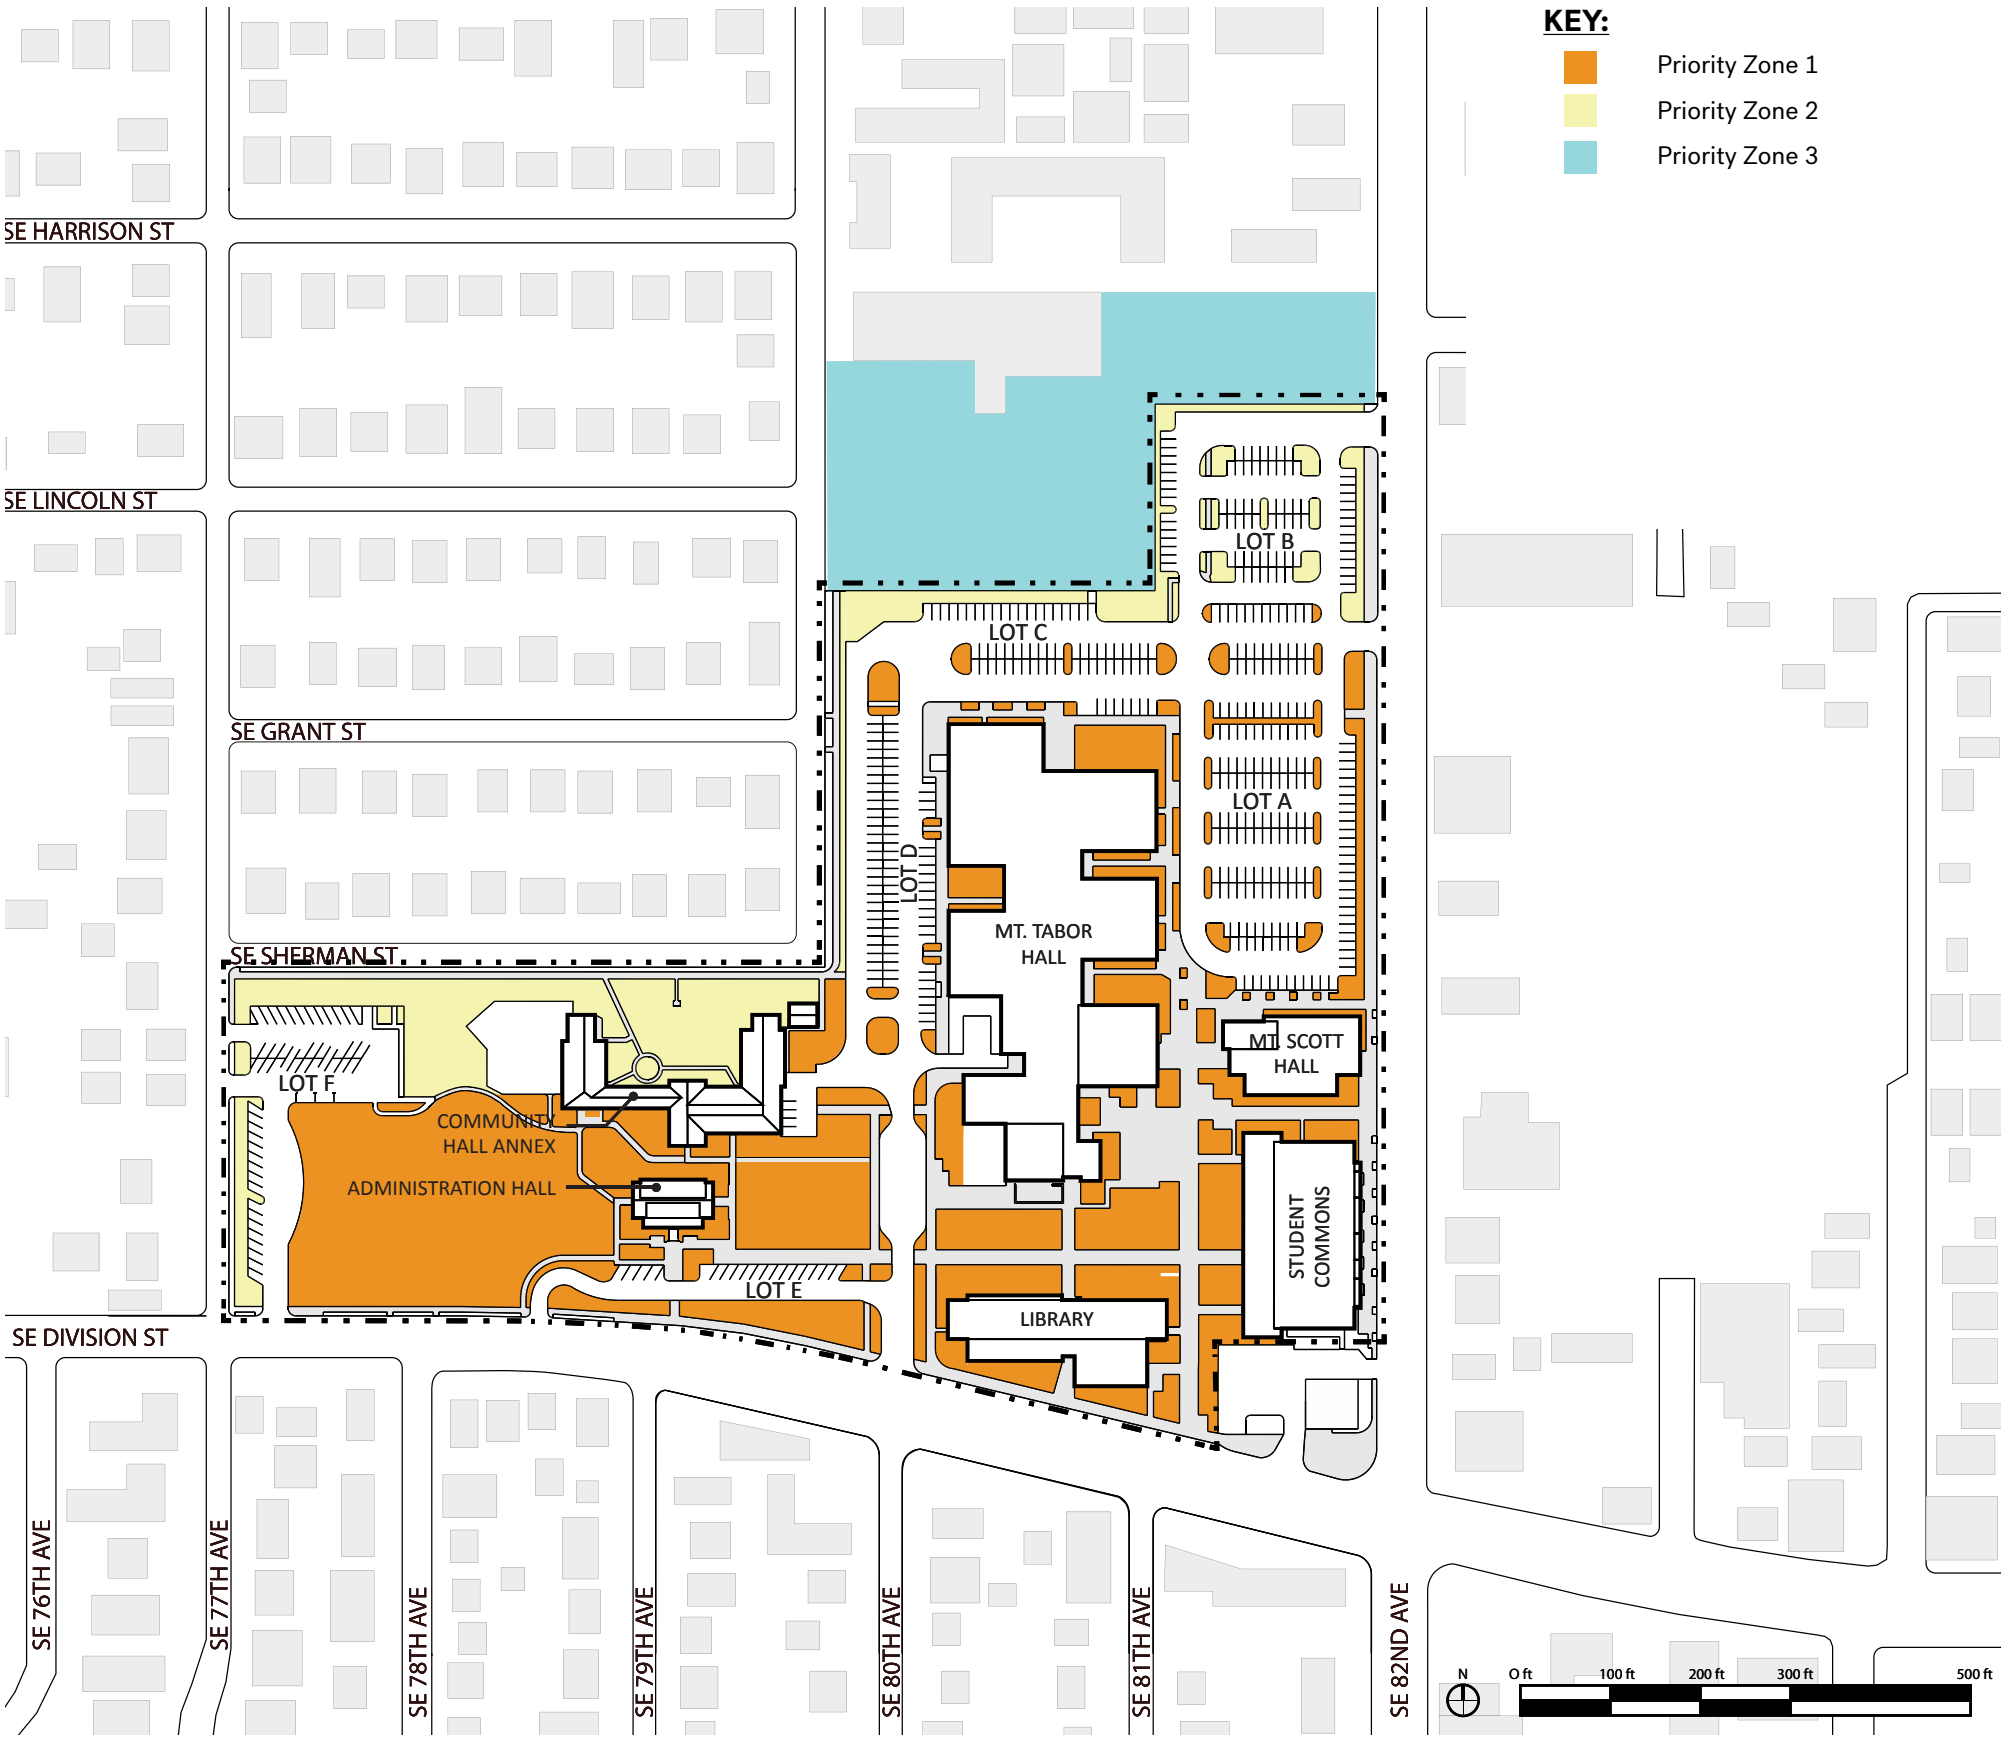 KEY:
Priority Zone 1
Priority Zone 2
Priority Zone 3
SE HARRISON ST
SE LINCOLN ST
LOT B
LOT C
SE GRANT ST
LOT A
LOT D
MT. TABOR
HALL
SE SHERMAN ST
MT. SCOTT
HALL
LOT F
COMMUNITY
HALL ANNEX
ADMINISTRATION HALL
STUDENT
COMMONS
LOT E
LIBRARY
SE DIVISION ST
SE 76TH AVE
SE 77TH AVE
SE 78TH AVE
SE 79TH AVE
SE 80TH AVE
SE 81TH AVE
SE 82ND AVE
N
O ft
100 ft
200 ft
300 ft
500 ft